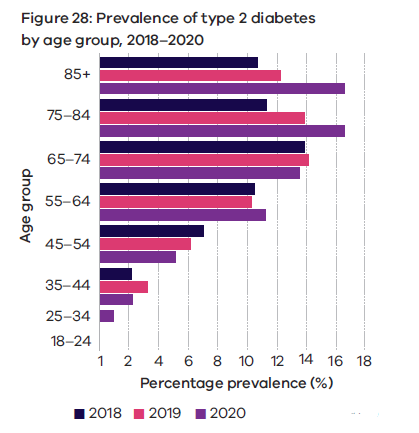 Figure 28: Prevalence of type 2 diabetes
by age group, 2018–2020
Age group
85+
75–84
65–74
55–64
45–54
35–44
25–34
18–24
1 2 4 6 8 10 12 14 16 18
Percentage prevalence (%)
2018 2019 2020